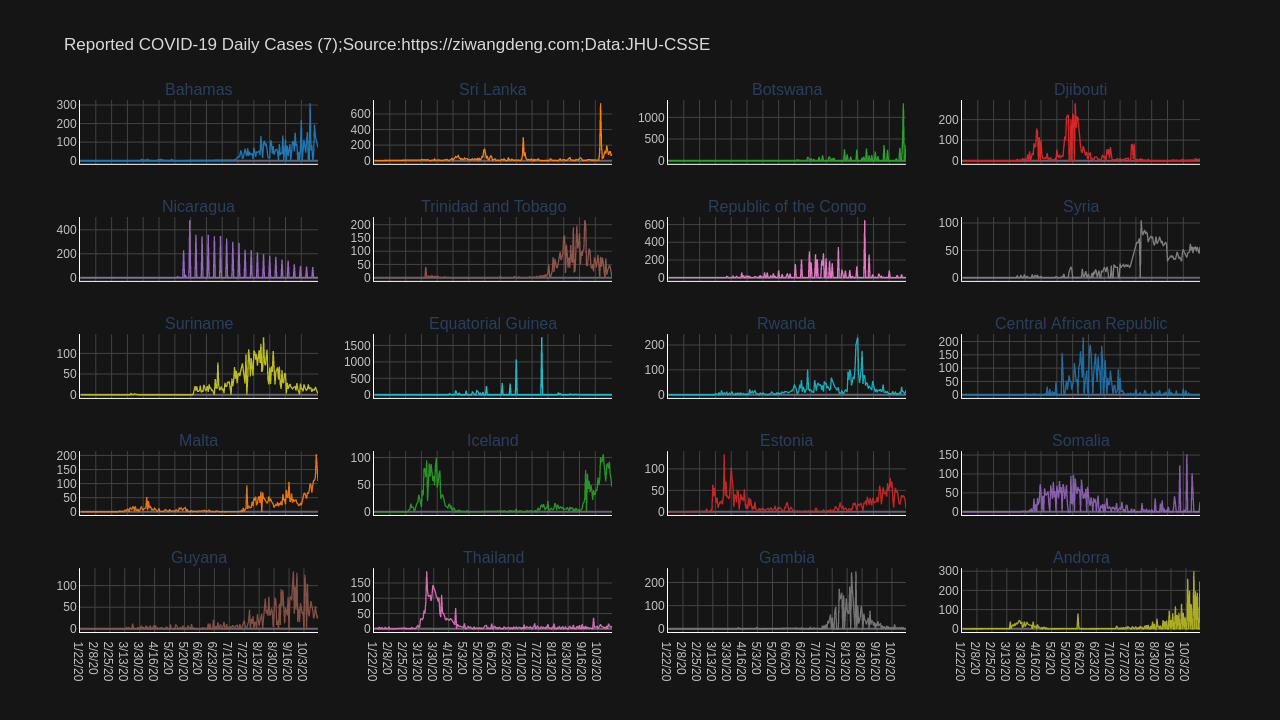 Reported COVID-19 Daily Cases (7);Source:https://ziwangdeng.com;Data:JHU-CSSE
Bahamas
300
200
100
0
Sri Lanka
600
400
200
0
Botswana
1000
500
0
Djibouti
200
100
0
Nicaragua
400
200
0
Trinidad and Tobago
200
150
100
50
0
Republic of the Congo
600
400
200
0
Syria
100
50
0
Suriname
100
50
0
Equatorial Guinea
1500
1000
500
0
Rwanda
200
100
0
Central African Republic
200
150
100
50
0
Malta
200
150
100
50
0
Iceland
100
50
0
Estonia
100
50
0
Somalia
150
100
50
0
Guyana
100
50
0
Thailand
150
100
50
0
Gambia
200
100
0
Andorra
300
200
100
0
1/22/20 2/8/20 2/25/20 3/13/20 3/30/20 4/16/20 5/3/20 5/20/20 6/6/20 6/23/20 7/10/20 7/27/20 8/13/20 8/30/20 9/16/20 10/3/20
1/22/20 2/8/20 2/25/20 3/13/20 3/30/20 4/16/20 5/3/20 5/20/20 6/6/20 6/23/20 7/10/20 7/27/20 8/13/20 8/30/20 9/16/20 10/3/20
1/22/20 2/8/20 2/25/20 3/13/20 3/30/20 4/16/20 5/3/20 5/20/20 6/6/20 6/23/20 7/10/20 7/27/20 8/13/20 8/30/20 9/16/20 10/3/20
1/22/20 2/8/20 2/25/20 3/13/20 3/30/20 4/16/20 5/3/20 5/20/20 6/6/20 6/23/20 7/10/20 7/27/20 8/13/20 8/30/20 9/16/20 10/3/20